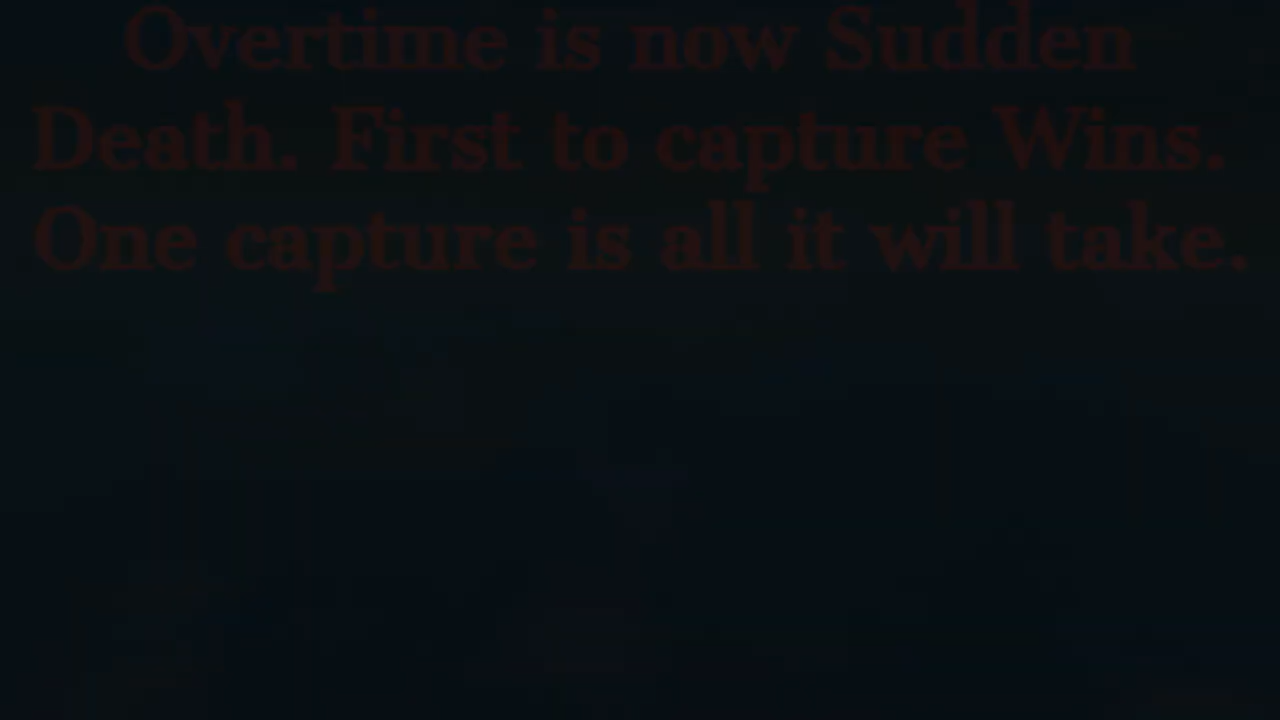 Overtime is now Sudden
Death. First to capture Wins.
One capture is all it will take.